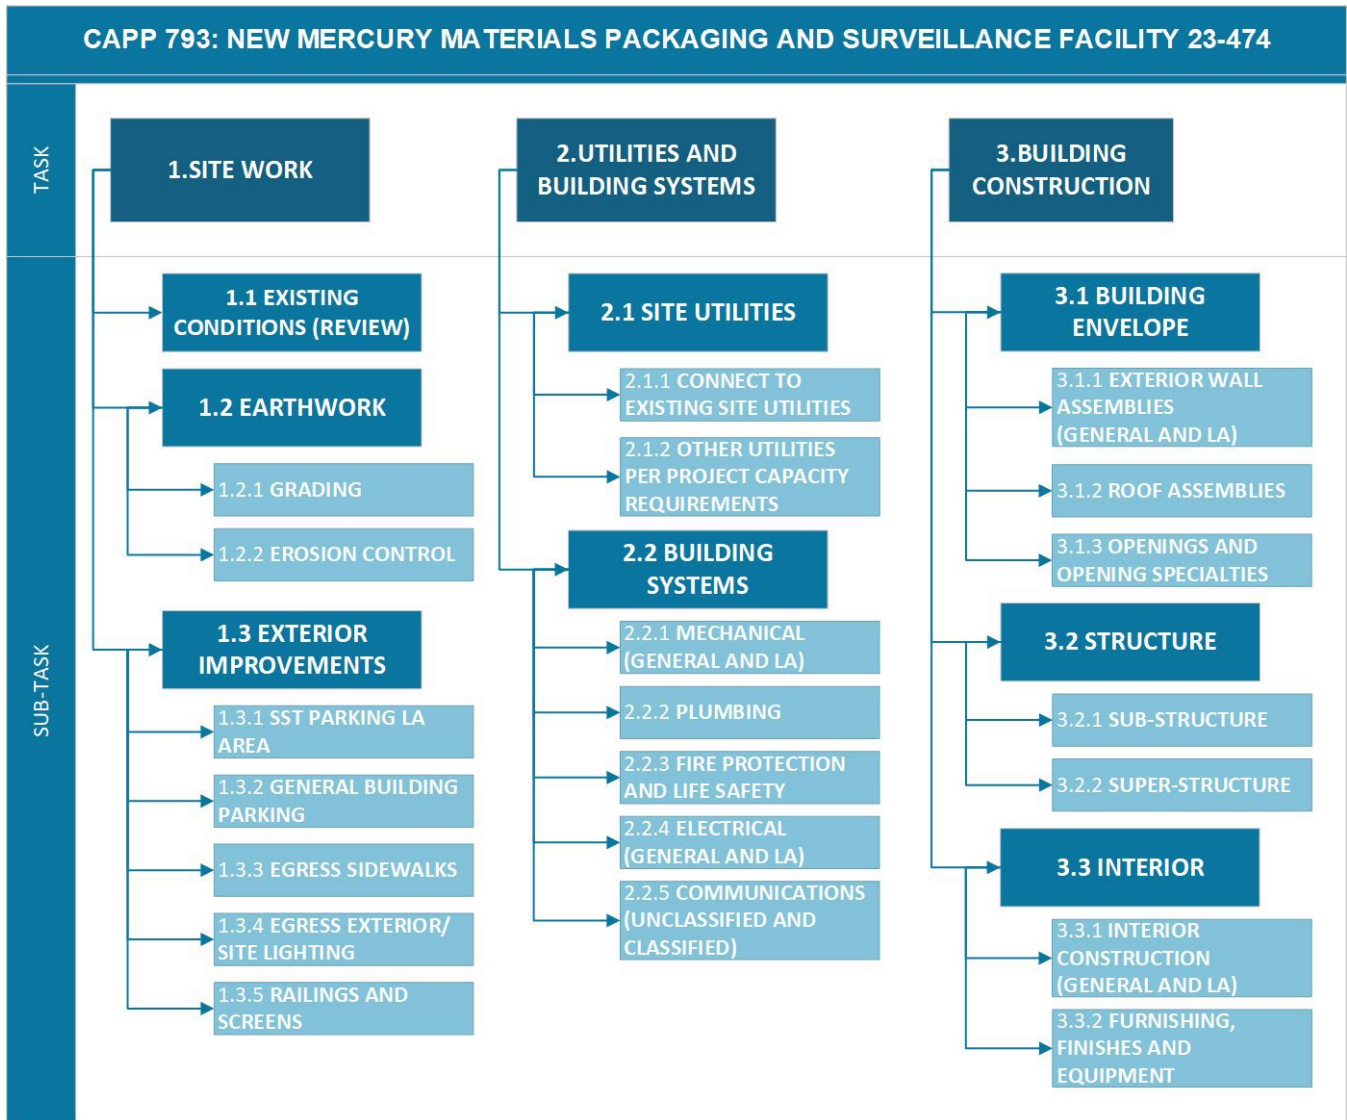 CAPP 793: NEW MERCURY MATERIALS PACKAGING AND SURVEILLANCE FACILITY 23-474
TASK
1.SITE WORK
2.UTILITIES AND
BUILDING SYSTEMS
3.BUILDING
CONSTRUCTION
SUB-TASK
1.1 EXISTING
CONDITIONS (REVIEW)
1.2 EARTHWORK
1.2.1 GRADING
1.2.2 EROSION CONTROL
1.3 EXTERIOR
IMPROVEMENTS
1.3.1 SST PARKING LA
AREA
1.3.2 GENERAL BUILDING
PARKING
1.3.3 EGRESS SIDEWALKS
1.3.4 EGRESS EXTERIOR/
SITE LIGHTING
1.3.5 RAILINGS AND
SCREENS
2.1 SITE UTILITIES
2.1.1 CONNECT TO
EXISTING SITE UTILITIES
2.1.2 OTHER UTILITIES
PER PROJECT CAPACITY
REQUIREMENTS
2.2 BUILDING
SYSTEMS
2.2.1 MECHANICAL
(GENERAL AND LA)
2.2.2 PLUMBING
2.2.3 FIRE PROTECTION
AND LIFE SAFETY
2.2.4 ELECTRICAL
(GENERAL AND LA)
2.2.5 COMMUNICATIONS
(UNCLASSIFIED AND
CLASSIFIED)
3.1 BUILDING
ENVELOPE
3.1.1 EXTERIOR WALL
ASSEMBLIES
(GENERAL AND LA)
3.1.2 ROOF ASSEMBLIES
3.1.3 OPENINGS AND
OPENING SPECIALTIES
3.2 STRUCTURE
3.2.1 SUB-STRUCTURE
3.2.2 SUPER-STRUCTURE
3.3 INTERIOR
3.3.1 INTERIOR
CONSTRUCTION
(GENERAL AND LA)
3.3.2 FURNISHING,
FINISHES AND
EQUIPMENT